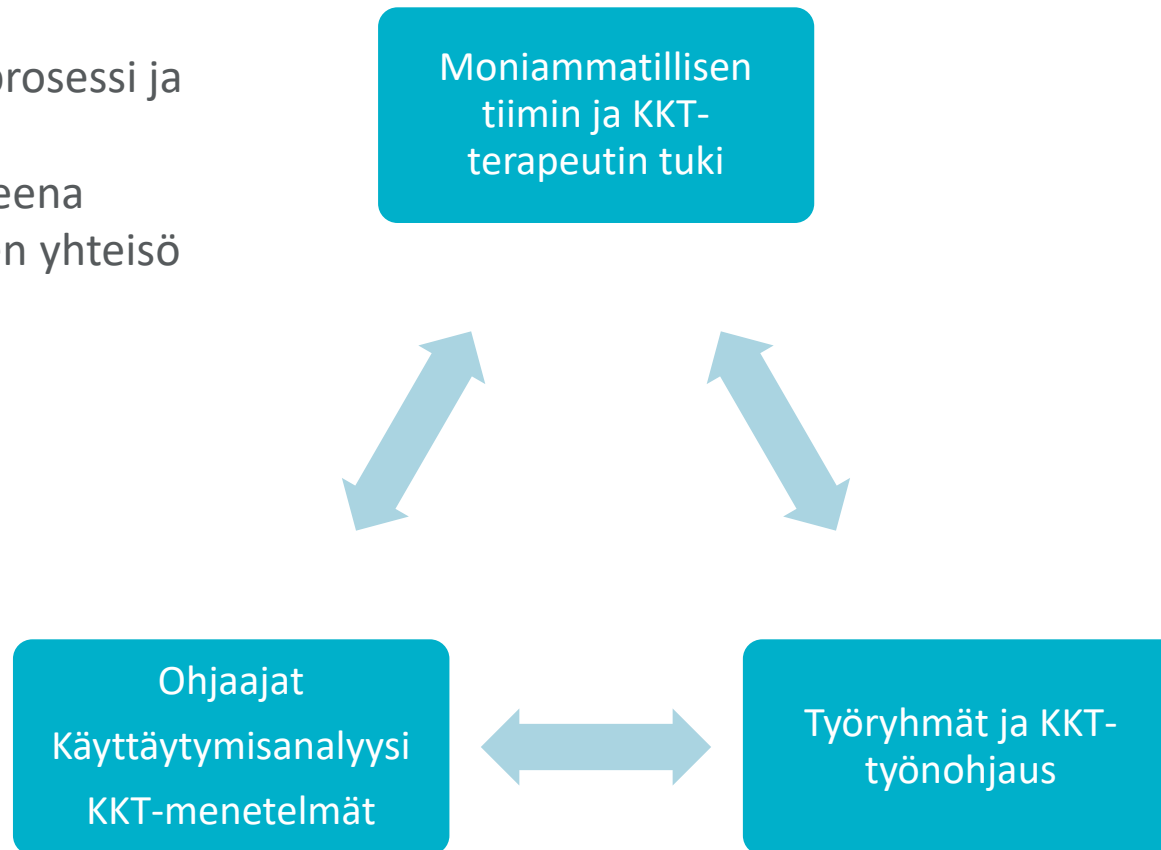 prosessi ja
eena
n yhteisö
Moniammatillisen
tiimin ja KKT-
terapeutin tuki
Ohjaajat
Käyttäytymisanalyysi
KKT-menetelmät
Työryhmät ja KKT-
työnohjaus